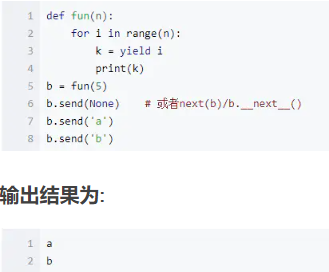 1 def fun(n):
2     for i in range(n):
3         k = yield i
4         print(k)
5 b = fun(5)
6 b.send(None)    # 或者next(b)/b.__next__()
7 b.send('a')
8 b.send('b')
输出结果为:
1 a
2 b